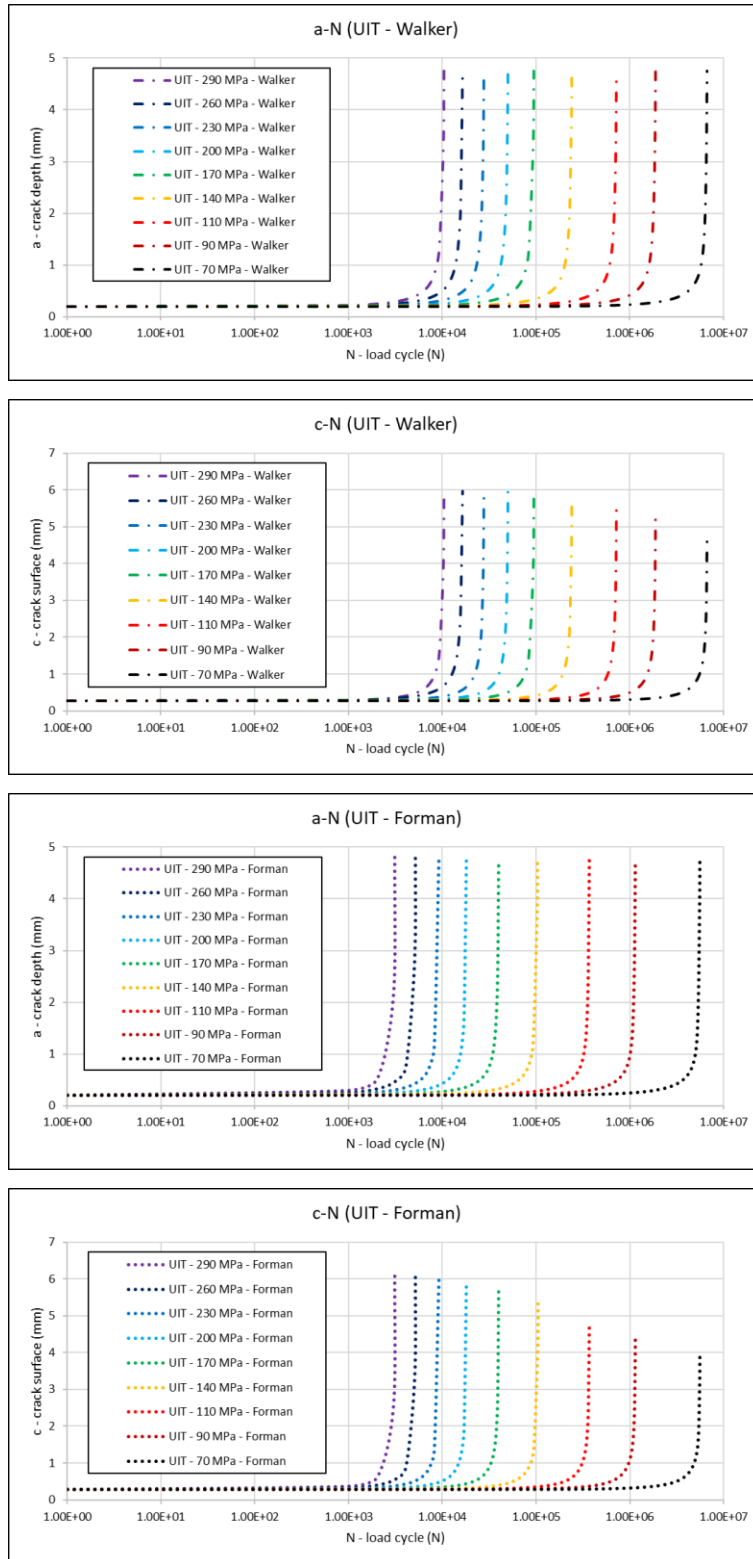 a-N (UIT - Walker)
a - crack depth (mm)
5
4
3
2
1
0
UIT - 290 MPa - Walker
UIT - 260 MPa - Walker
UIT - 230 MPa - Walker
UIT - 200 MPa - Walker
UIT - 170 MPa - Walker
UIT - 140 MPa - Walker
UIT - 110 MPa - Walker
UIT - 90 MPa - Walker
UIT - 70 MPa - Walker
1.00E+00 1.00E+01 1.00E+02 1.00E+03 1.00E+04 1.00E+05 1.00E+06 1.00E+07
N - load cycle (N)
c-N (UIT - Walker)
c - crack surface (mm)
7
6
5
4
3
2
1
0
UIT - 290 MPa - Walker
UIT - 260 MPa - Walker
UIT - 230 MPa - Walker
UIT - 200 MPa - Walker
UIT - 170 MPa - Walker
UIT - 140 MPa - Walker
UIT - 110 MPa - Walker
UIT - 90 MPa - Walker
UIT - 70 MPa - Walker
1.00E+00 1.00E+01 1.00E+02 1.00E+03 1.00E+04 1.00E+05 1.00E+06 1.00E+07
N - load cycle (N)
a-N (UIT - Forman)
a - crack depth (mm)
5
4
3
2
1
0
UIT - 290 MPa - Forman
UIT - 260 MPa - Forman
UIT - 230 MPa - Forman
UIT - 200 MPa - Forman
UIT - 170 MPa - Forman
UIT - 140 MPa - Forman
UIT - 110 MPa - Forman
UIT - 90 MPa - Forman
UIT - 70 MPa - Forman
1.00E+00 1.00E+01 1.00E+02 1.00E+03 1.00E+04 1.00E+05 1.00E+06 1.00E+07
N - load cycle (N)
c-N (UIT - Forman)
c - crack surface (mm)
7
6
5
4
3
2
1
0
UIT - 290 MPa - Forman
UIT - 260 MPa - Forman
UIT - 230 MPa - Forman
UIT - 200 MPa - Forman
UIT - 170 MPa - Forman
UIT - 140 MPa - Forman
UIT - 110 MPa - Forman
UIT - 90 MPa - Forman
UIT - 70 MPa - Forman
1.00E+00 1.00E+01 1.00E+02 1.00E+03 1.00E+04 1.00E+05 1.00E+06 1.00E+07
N - load cycle (N)